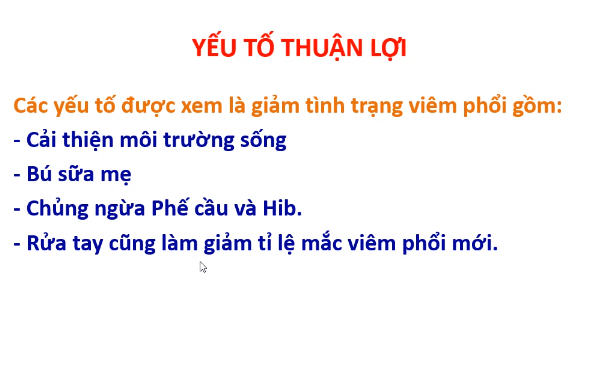 YẾU TỐ THUẬN LỢI
Các yếu tố được xem là giảm tình trạng viêm phổi gồm:
- Cải thiện môi trường sống
- Bú sữa mẹ
- Chủng ngừa Phế cầu và Hib.
- Rửa tay cũng làm giảm tỉ lệ mắc viêm phổi mới.